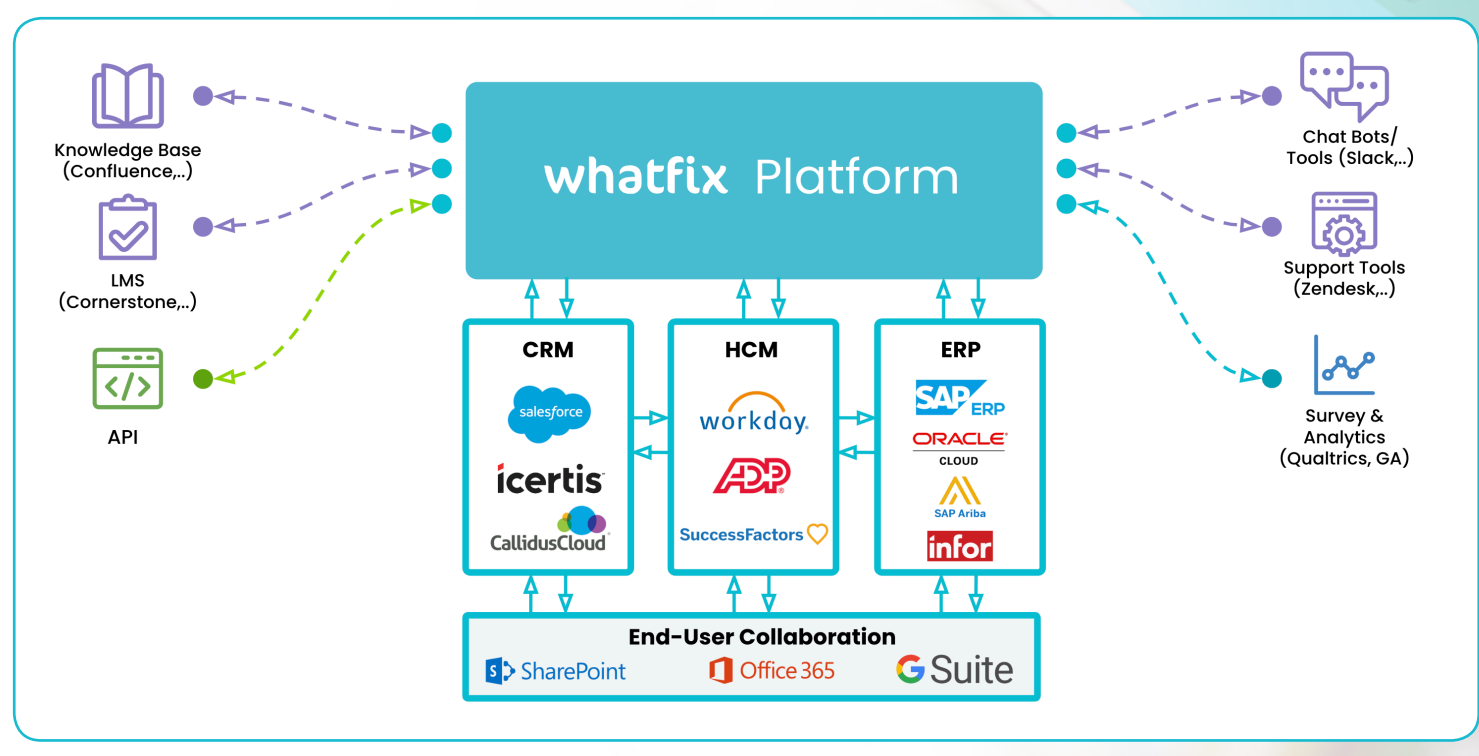 Knowledge Base
(Confluence,..)
LMS
(Cornerstone,..)
</>
API
whatfix Platform
Chat Bots/
Tools (Slack,..)
Support Tools
(Zendesk,..)
Survey &
Analytics
(Qualtrics, GA)
CRM
salesforce
icertis
CallidusCloud
HCM
workday.
ADP
SuccessFactors
ERP
SAP ERP
ORACLE
CLOUD
SAP Ariba
infor
End-User Collaboration
S SharePoint
Office 365
G Suite